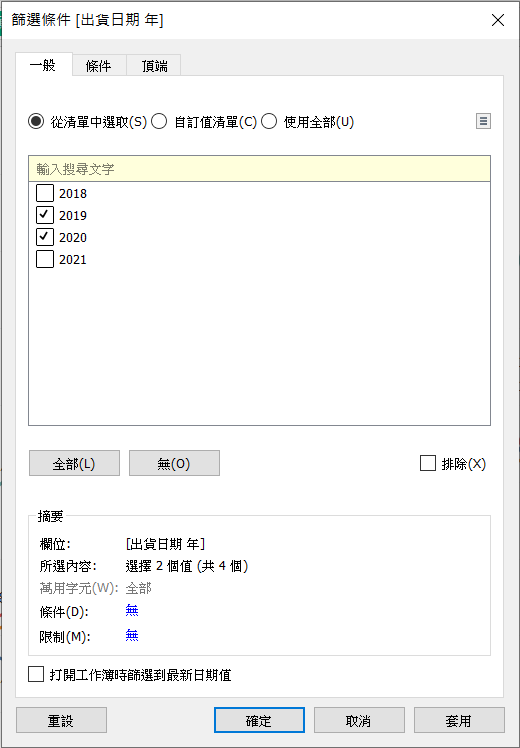 篩選條件 [出貨日期 年]
一般 條件 頂端
從清單中選取(S) 自訂值清單(C) 使用全部(U)
輸入搜尋文字
2018
2019
2020
2021
全部(L) 無(O) 排除(X)
摘要
欄位: [出貨日期 年]
所選內容: 選擇 2 個值 (共 4 個)
萬用字元(W): 全部
條件(D): 無
限制(M): 無
打開工作簿時篩選到最新日期值
重設 確定 取消 套用